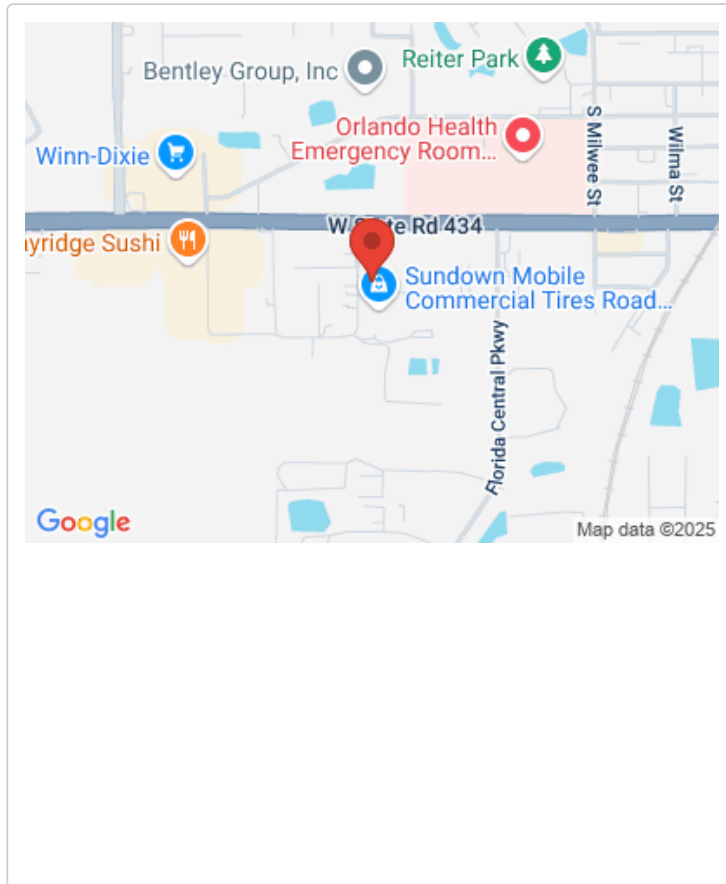 Bentley Group, Inc
Reiter Park
Orlando Health
Emergency Room...
S Milwee St
Wilma St
Winn-Dixie
W State Rd 434
yridge Sushi
Sundown Mobile
Commercial Tires Road...
Florida Central Pkwy
Google
Map data ©2025